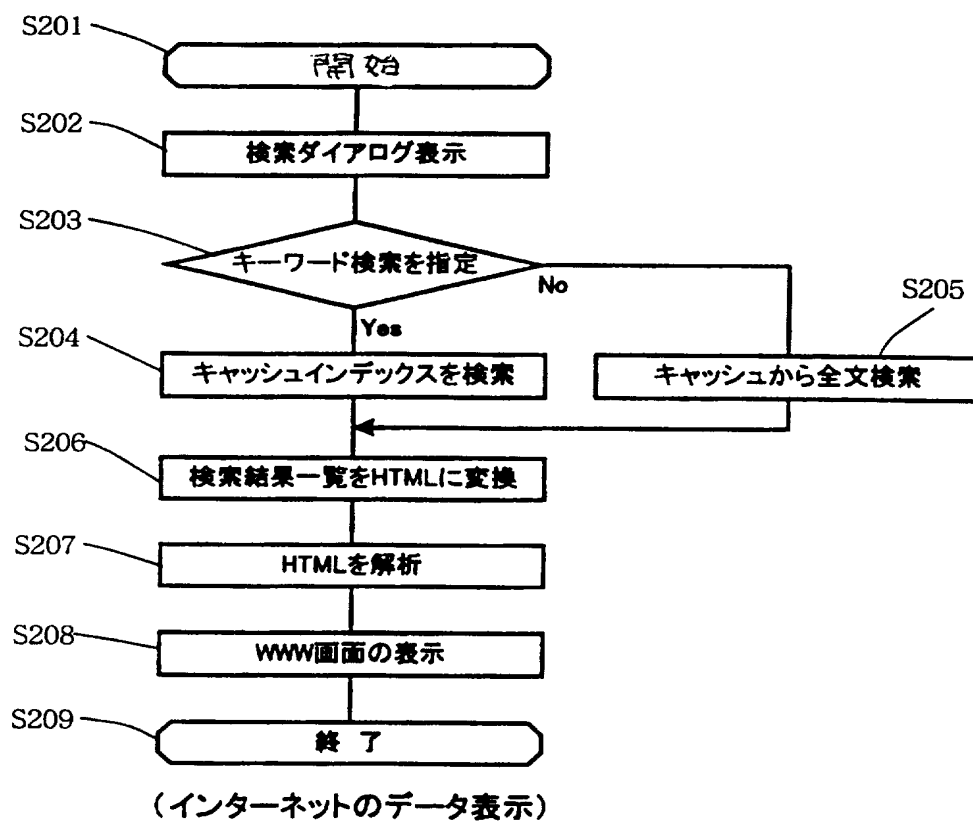 S201
開始
S202
検索ダイアログ表示
S203
キーワード検索を指定
No
Yes
S204
キャッシュインデックスを検索
S205
キャッシュから全文検索
S206
検索結果一覧をHTMLに変換
S207
HTMLを解析
S208
WWW画面の表示
S209
終了
(インターネットのデータ表示)